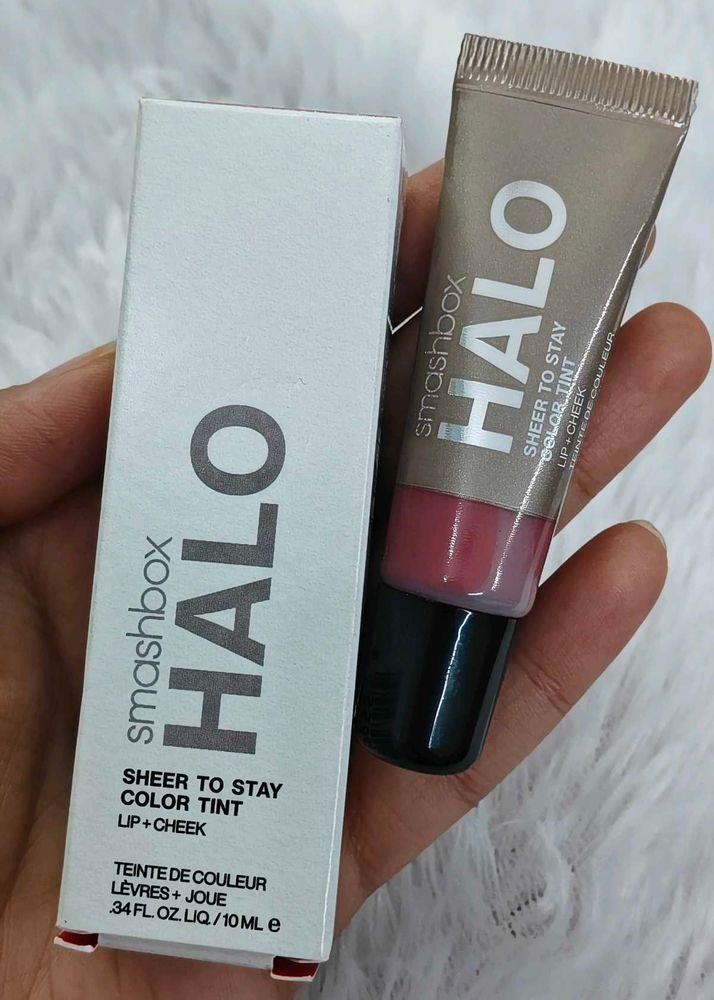 smashbox
HALO
SHEER TO STAY
COLOR TINT
LIP + CHEEK
TEINTE DE COULEUR
LÈVRES + JOUE
.34 FL. OZ. LIQ. / 10 ML e
smashbox
HALO
SHEER TO STAY
COLOR TINT
LIP + CHEEK
TEINTE DE COULEUR